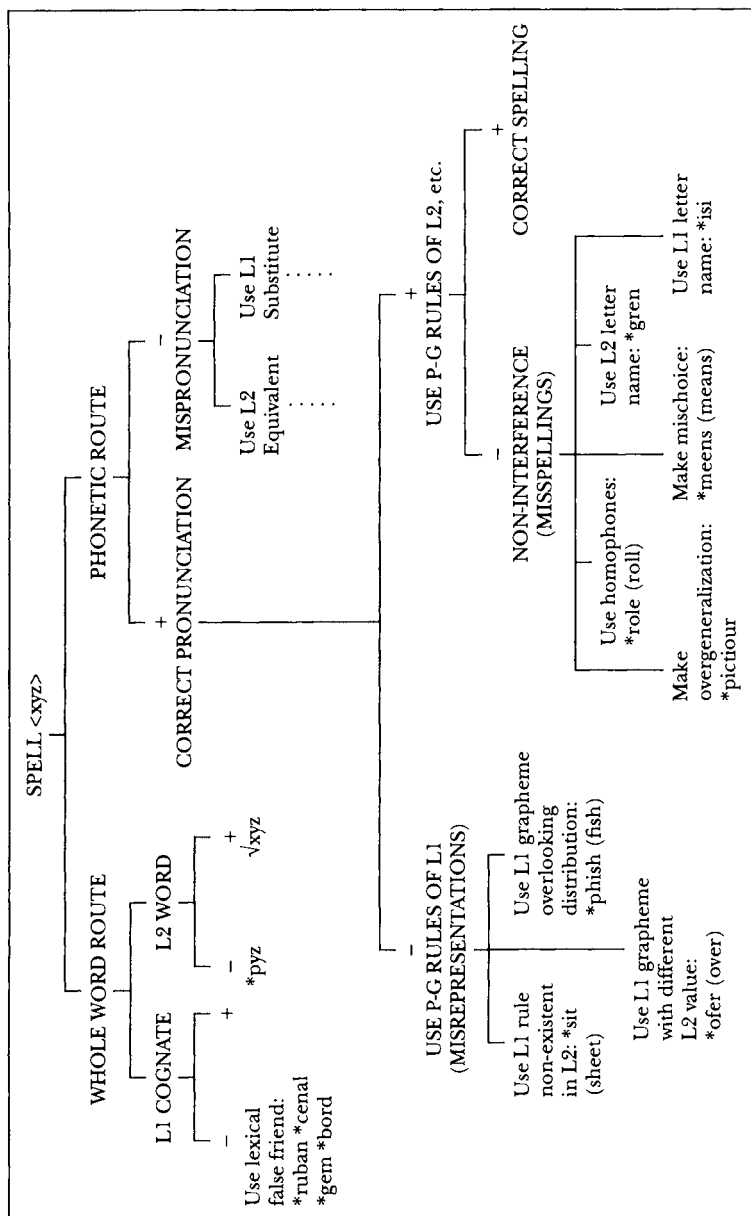 SPELL <xyz>
WHOLE WORD ROUTE
PHONETIC ROUTE
L1 COGNATE
L2 WORD
−
+
−
+
Use lexical
false friend:
*ruban *cenal
*gem *bord
*pyz
√xyz
+
−
CORRECT PRONUNCIATION
MISPRONUNCIATION
Use L2
Equivalent
. . . . .
Use L1
Substitute
. . . . .
−
+
USE P-G RULES OF L1
(MISREPRESENTATIONS)
USE P-G RULES OF L2, etc.
Use L1 rule
non-existent
in L2: *sit
(sheet)
Use L1 grapheme
overlooking
distribution:
*phish (fish)
Use L1 grapheme
with different
L2 value:
*ofer (over)
−
+
NON-INTERFERENCE
(MISSPELLINGS)
CORRECT SPELLING
Use homophones:
*role (roll)
Use L2 letter
name: *gren
Make
overgeneralization:
*pictiour
Make mischoice:
*meens (means)
Use L1 letter
name: *isi